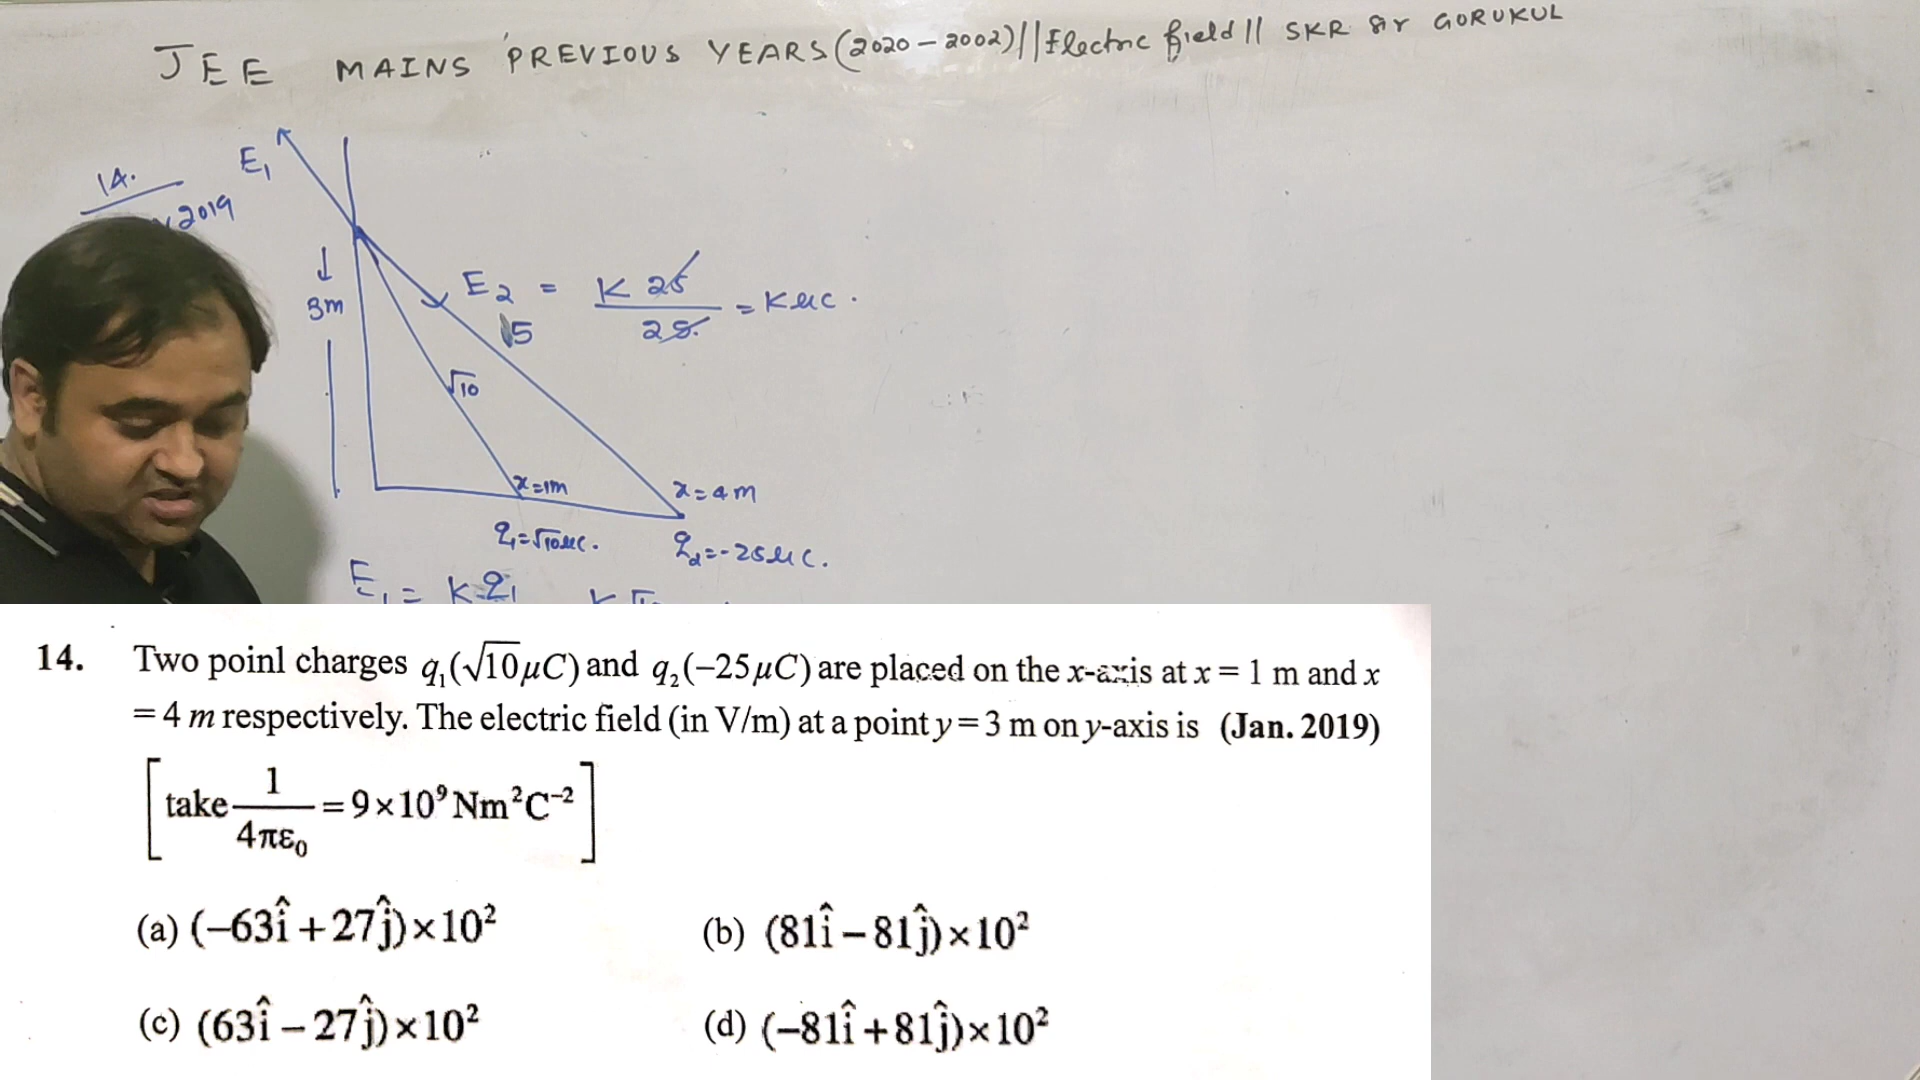 JEE MAINS PREVIOUS YEARS (2020-2002) || Electric field || SKR Sir GORUKUL
14.
2019
E₁
3m
E₂ = K 25 / 25 = K μc.
5
√10
x=1m
x=4m
q₁=√10μc.
q₂=-25μc.
E₁ = Kq₁
14. Two poinl charges q₁(√10μC) and q₂(−25μC) are placed on the x-axis at x = 1 m and x
= 4 m respectively. The electric field (in V/m) at a point y = 3 m on y-axis is (Jan. 2019)
[take 1/4πε₀ = 9×10⁹ Nm²C⁻²]
(a) (−63î + 27ĵ)×10² (b) (81î − 81ĵ)×10²
(c) (63î − 27ĵ)×10² (d) (−81î + 81ĵ)×10²